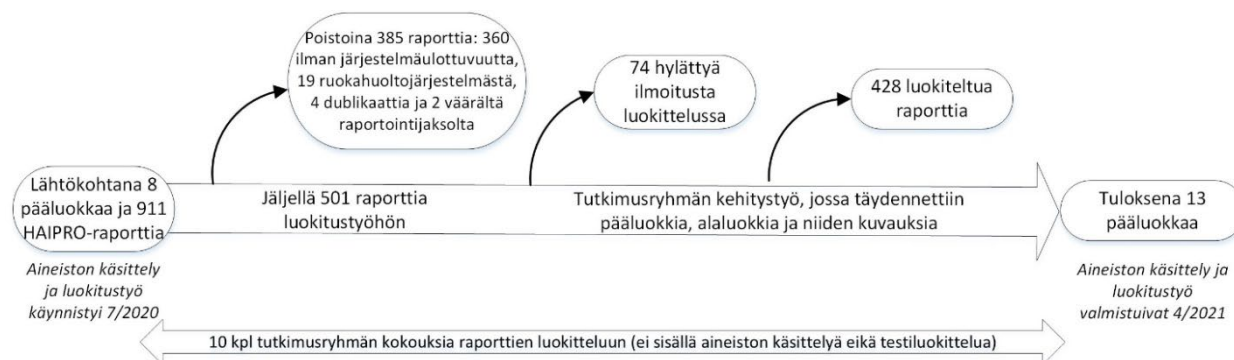 Poistoina 385 raporttia: 360
ilman järjestelmäulottuvuutta,
19 ruokahuoltojärjestelmästä,
4 dublikaattia ja 2 väärältä
raportointijaksolta
74 hylättyä
ilmoitusta
luokittelussa
428 luokiteltua
raporttia
Lähtökohtana 8
pääluokkaa ja 911
HAIPRO-raporttia
Jäljellä 501 raporttia
luokitustyöhön
Tutkimusryhmän kehitystyö, jossa täydennettiin
pääluokkia, alaluokkia ja niiden kuvauksia
Tuloksena 13
pääluokkaa
Aineiston käsittely
ja luokitustyö
käynnistyi 7/2020
Aineiston käsittely ja
luokitustyö
valmistuivat 4/2021
10 kpl tutkimusryhmän kokouksia raporttien luokitteluun (ei sisällä aineiston käsittelyä eikä testiluokittelua)